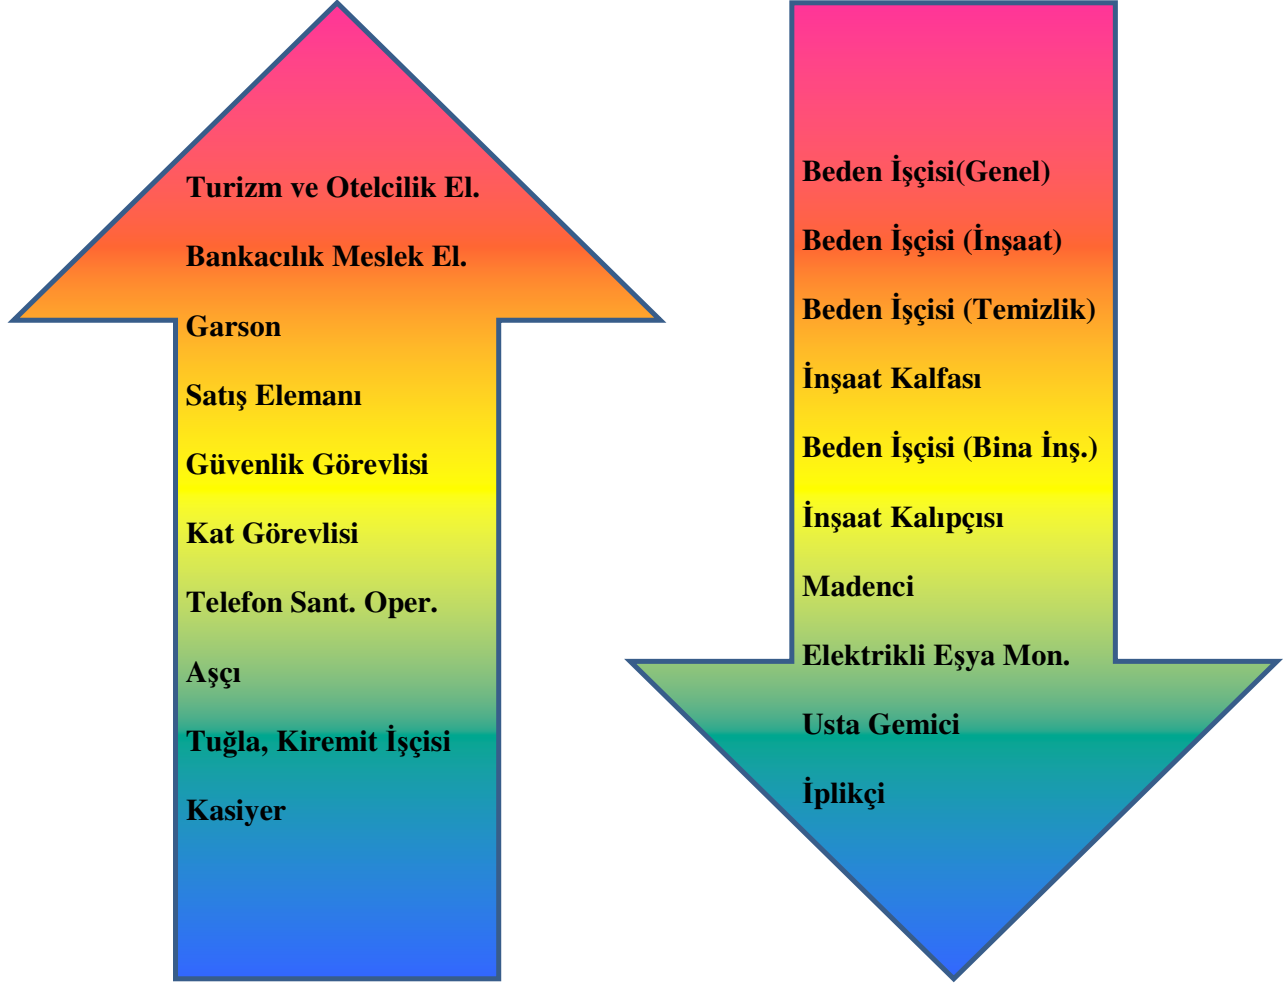 Turizm ve Otelcilik El.
Bankacılık Meslek El.
Garson
Satış Elemanı
Güvenlik Görevlisi
Kat Görevlisi
Telefon Sant. Oper.
Aşçı
Tuğla, Kiremit İşçisi
Kasiyer
Beden İşçisi(Genel)
Beden İşçisi (İnşaat)
Beden İşçisi (Temizlik)
İnşaat Kalfası
Beden İşçisi (Bina İnş.)
İnşaat Kalıpçısı
Madenci
Elektrikli Eşya Mon.
Usta Gemici
İplikçi